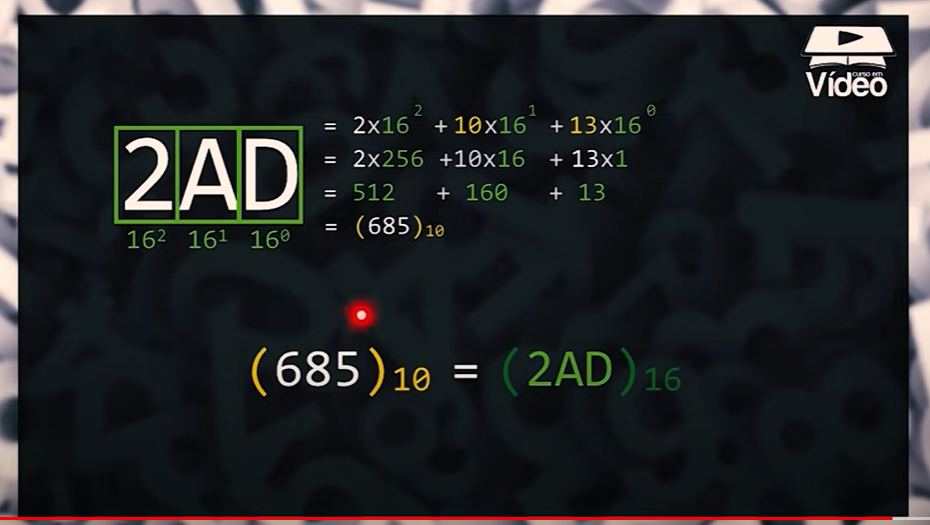 curso em
Vídeo
2AD
16² 16¹ 16⁰
= 2x16² + 10x16¹ + 13x16⁰
= 2x256 +10x16 + 13x1
= 512 + 160 + 13
= (685)₁₀
(685)₁₀ = (2AD)₁₆